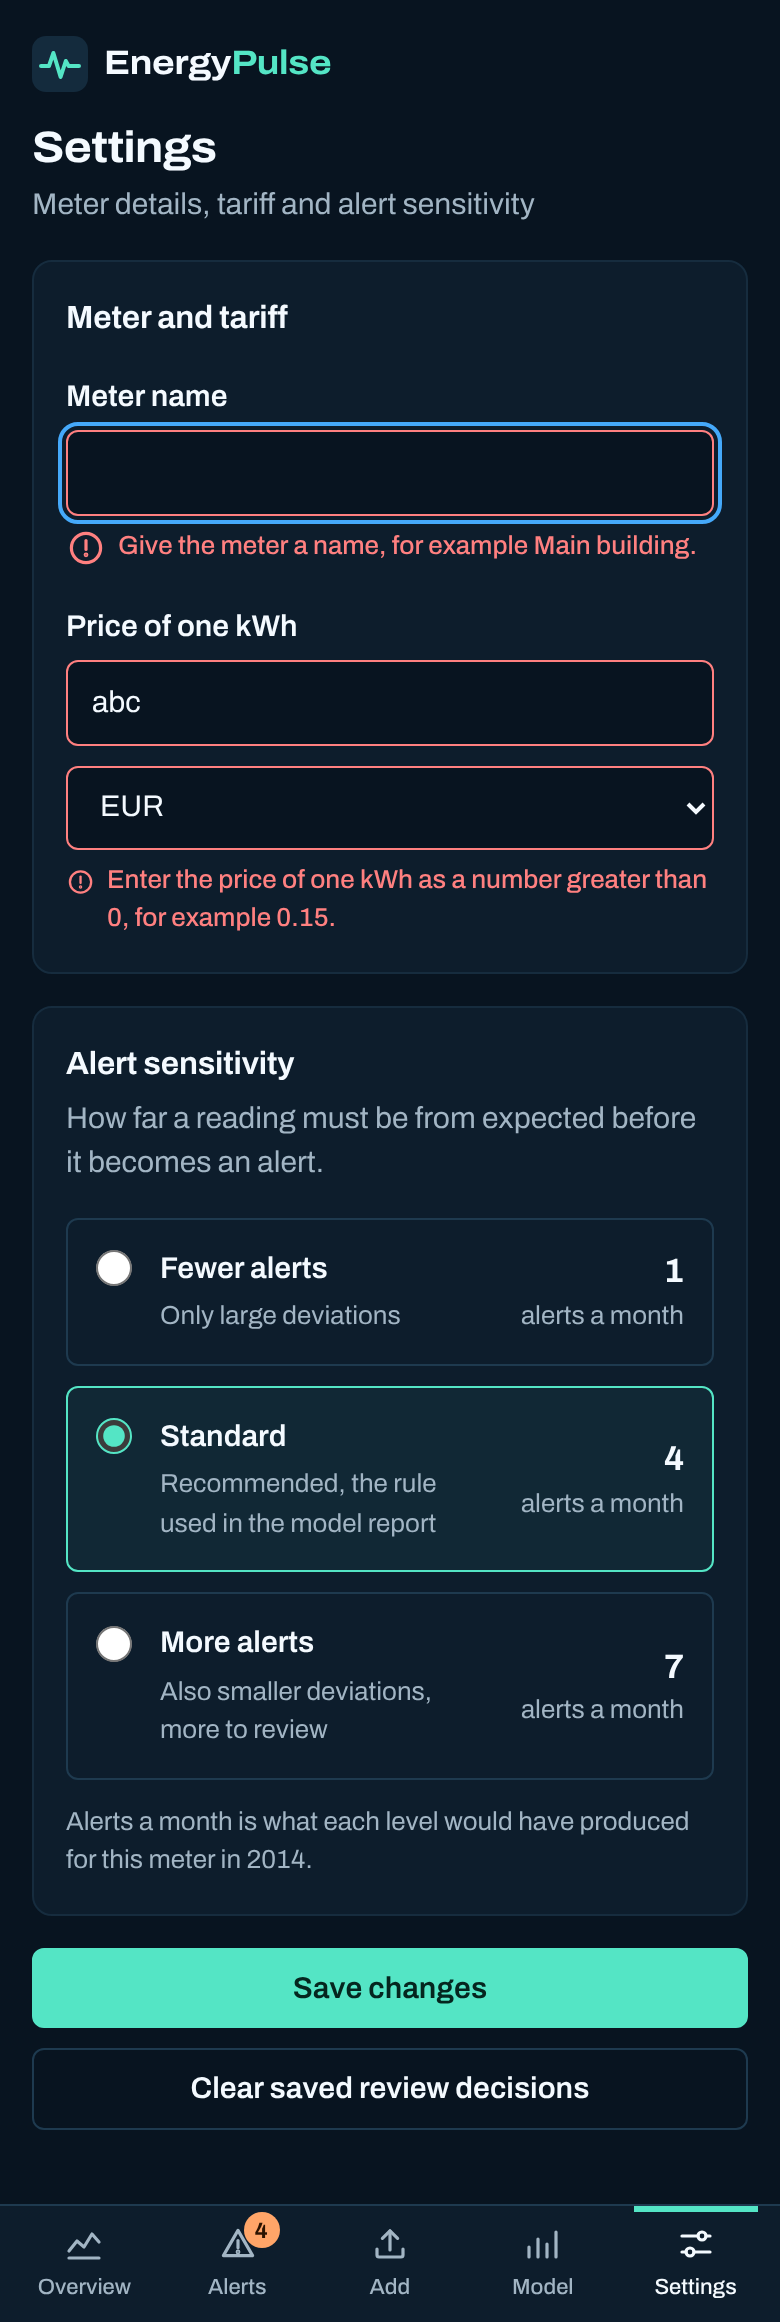 EnergyPulse
Settings
Meter details, tariff and alert sensitivity
Meter and tariff
Meter name
Give the meter a name, for example Main building.
Price of one kWh
abc
EUR
Enter the price of one kWh as a number greater than
0, for example 0.15.
Alert sensitivity
How far a reading must be from expected before
it becomes an alert.
Fewer alerts
1
Only large deviations
alerts a month
Standard
4
Recommended, the rule
used in the model report
alerts a month
More alerts
7
Also smaller deviations,
more to review
alerts a month
Alerts a month is what each level would have produced
for this meter in 2014.
Save changes
Clear saved review decisions
4
Overview
Alerts
Add
Model
Settings